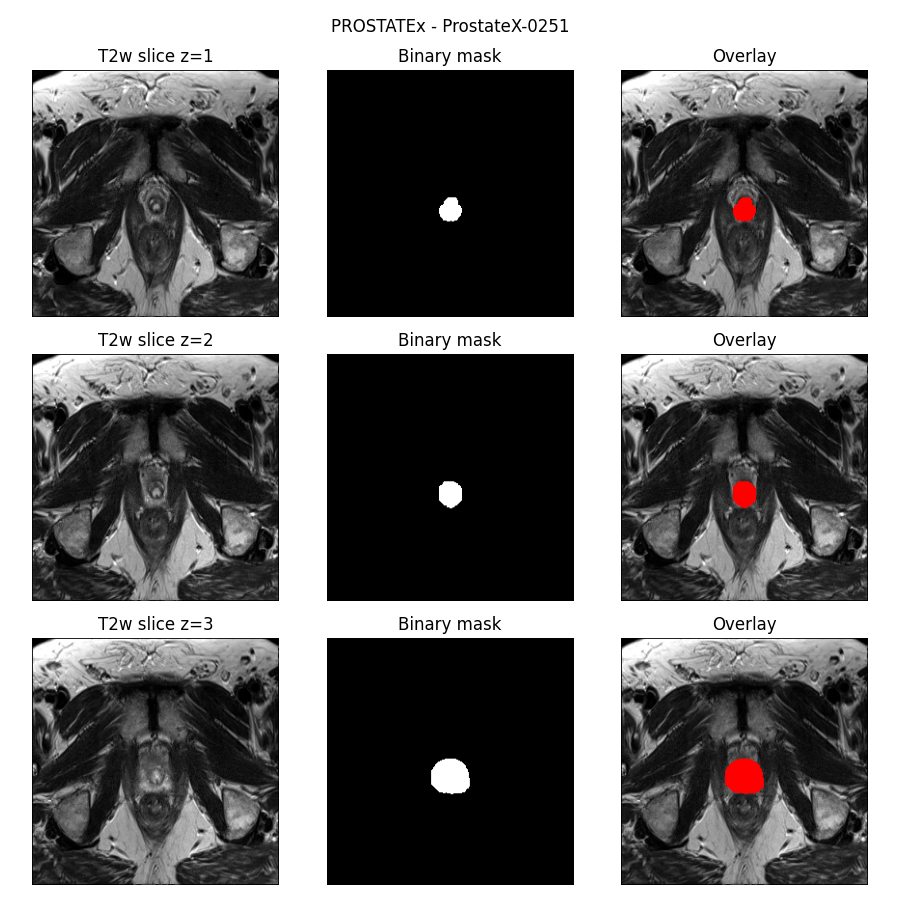 PROSTATEx - ProstateX-0251
T2w slice z=1
Binary mask
Overlay
T2w slice z=2
Binary mask
Overlay
T2w slice z=3
Binary mask
Overlay